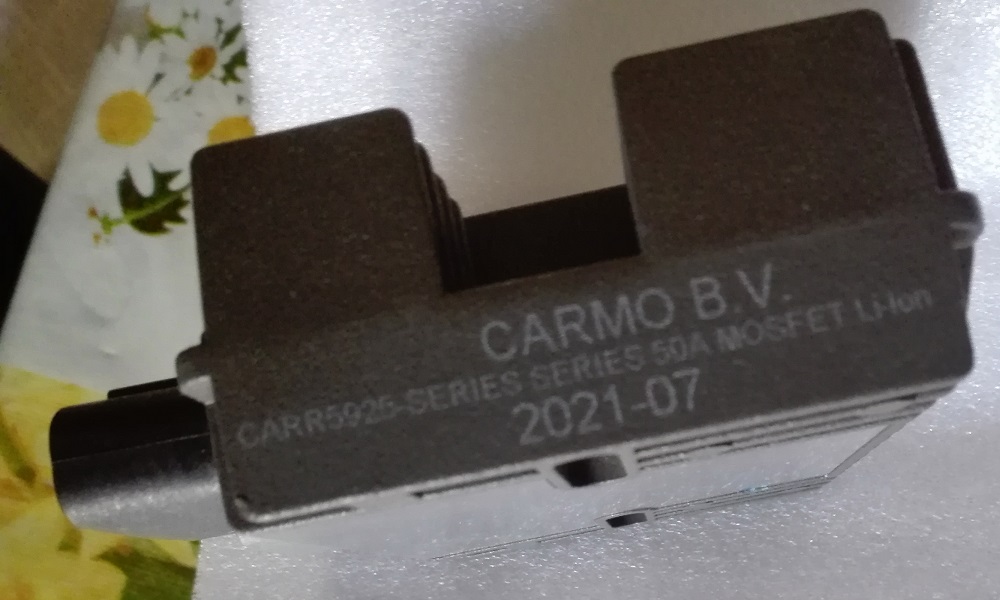 CARMO B.V.
CARR5925-SERIES SERIES 50A MOSFET Li-Ion
2021-07